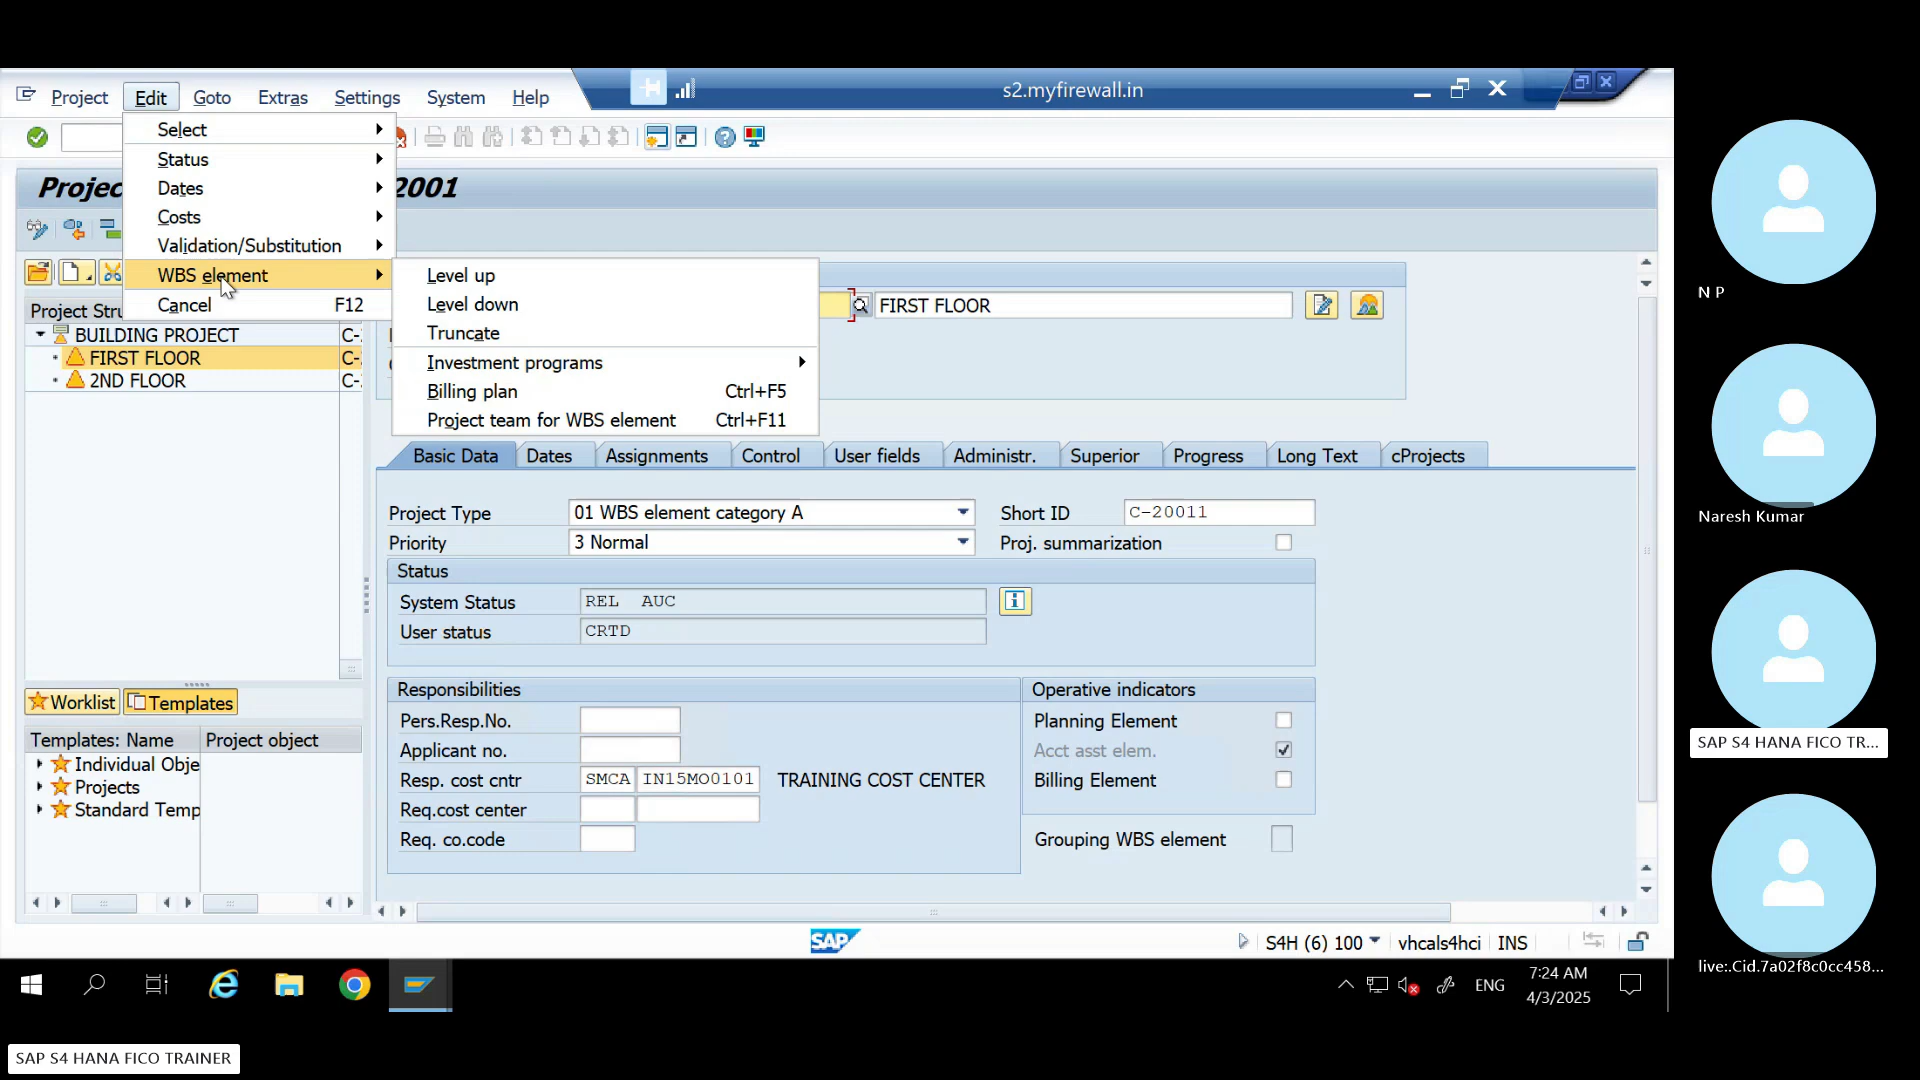 Project Edit Goto Extras Settings System Help
s2.myfirewall.in
Select
Status
Dates
Costs
Validation/Substitution
WBS element
Cancel F12
Level up
Level down
Truncate
Investment programs
Billing plan Ctrl+F5
Project team for WBS element Ctrl+F11
2001
FIRST FLOOR
BUILDING PROJECT C-
FIRST FLOOR C-
2ND FLOOR C-
Basic Data Dates Assignments Control User fields Administr. Superior Progress Long Text cProjects
Project Type 01 WBS element category A Short ID C-20011
Priority 3 Normal Proj. summarization
Status
System Status REL AUC
User status CRTD
Responsibilities Operative indicators
Pers.Resp.No. Planning Element
Applicant no. Acct asst elem.
Resp. cost cntr SMCA IN15MO0101 TRAINING COST CENTER Billing Element
Req.cost center
Req. co.code Grouping WBS element
Worklist Templates
Templates: Name Project object
Individual Obje
Projects
Standard Temp
SAP S4H (6) 100 vhcals4hci INS
ENG 7:24 AM
4/3/2025
N P
Naresh Kumar
SAP S4 HANA FICO TR...
live:.Cid.7a02f8c0cc458...
SAP S4 HANA FICO TRAINER